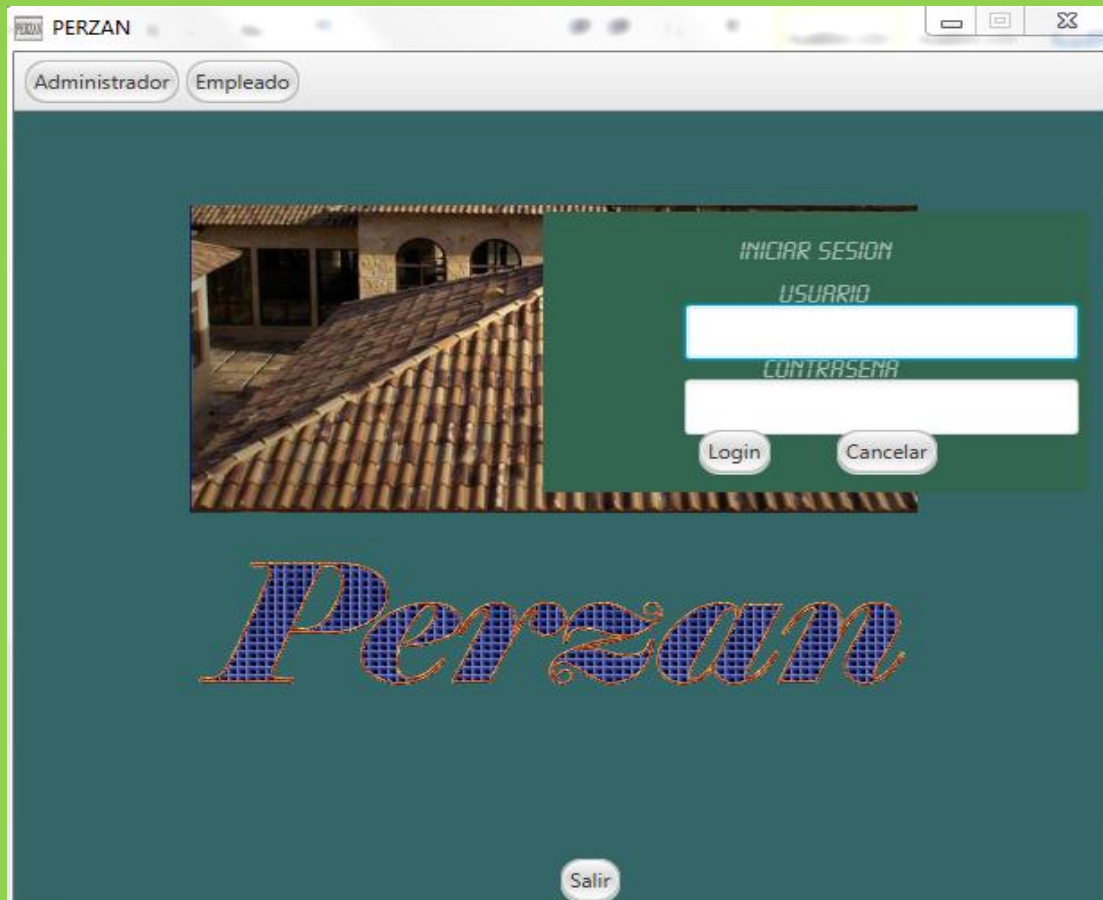 PERZAN
Administrador Empleado
INICIAR SESION
USUARIO
CONTRASENA
Login Cancelar
Perzan
Salir